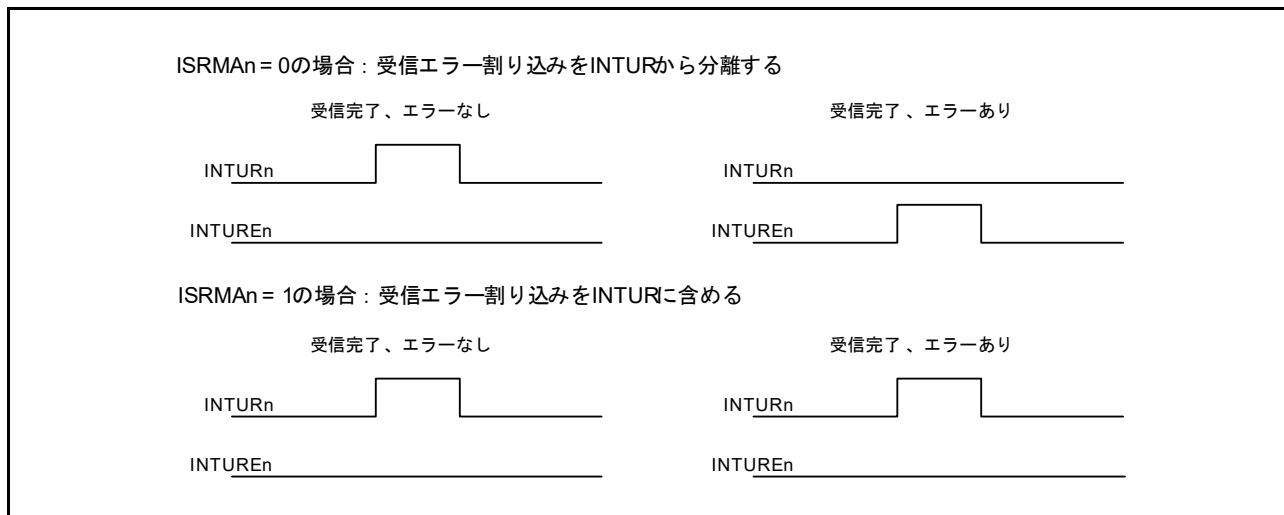 ISRMAn = 0の場合：受信エラー割り込みをINTURから分離する
受信完了、エラーなし
受信完了、エラーあり
INTURn
INTURn
INTUREn
INTUREn
ISRMAn = 1の場合：受信エラー割り込みをINTURに含める
受信完了、エラーなし
受信完了、エラーあり
INTURn
INTURn
INTUREn
INTUREn